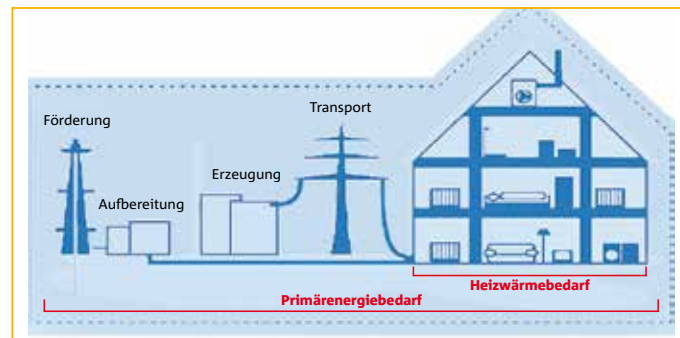 Transport
Förderung
Erzeugung
Aufbereitung
Heizwärmebedarf
Primärenergiebedarf